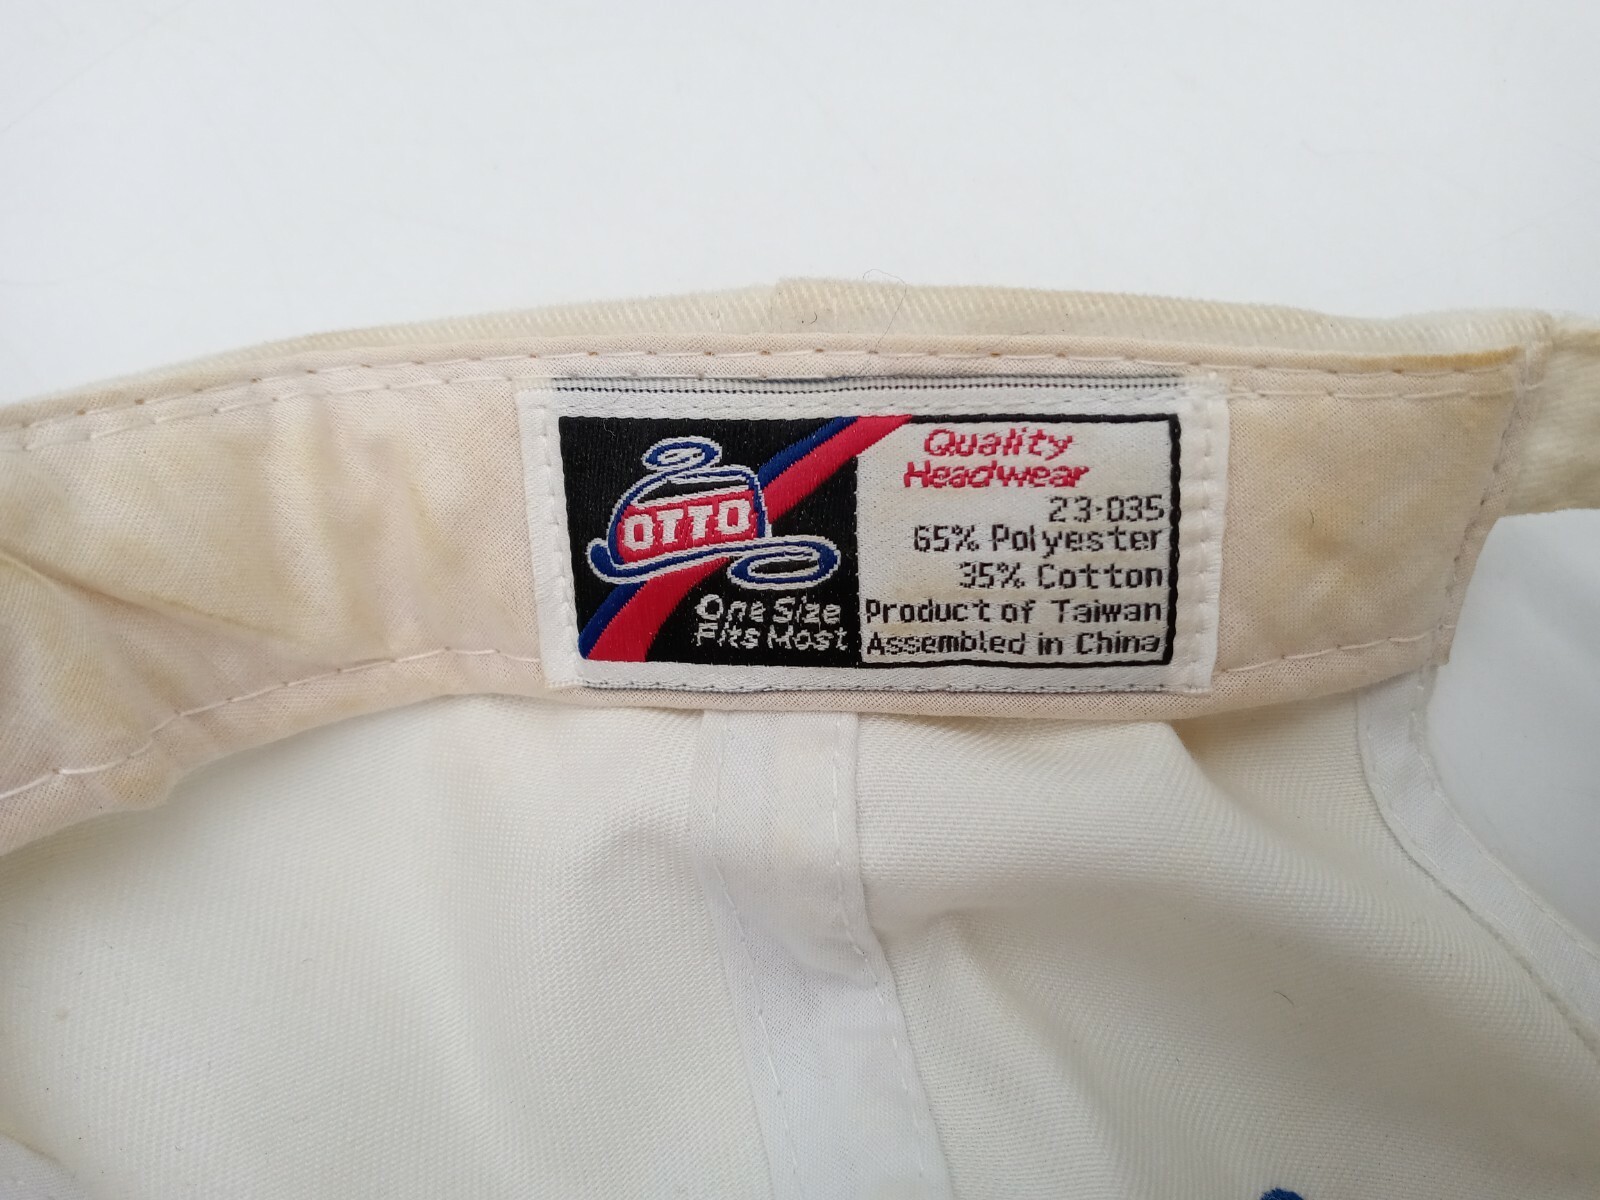 OTTO
One Size
Fits Most
Quality
Headwear
23-035
65% Polyester
35% Cotton
Product of Taiwan
Assembled in China